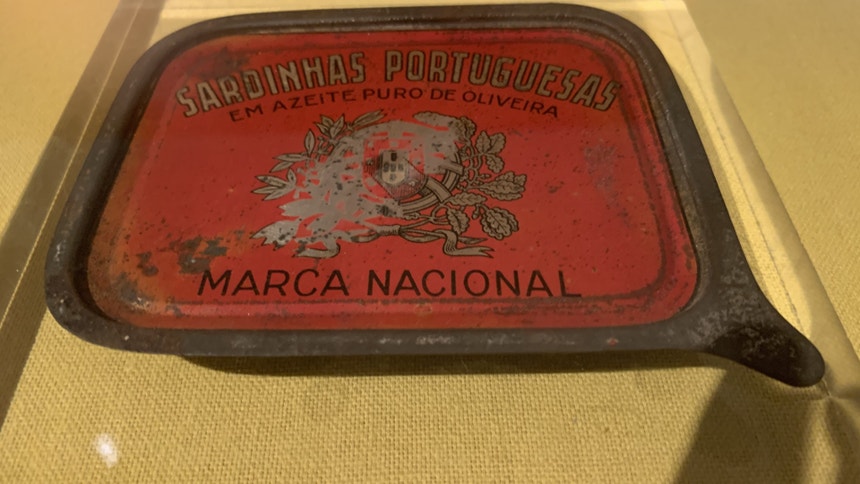 SARDINHAS PORTUGUESAS
EM AZEITE PURO DE OLIVEIRA
MARCA NACIONAL